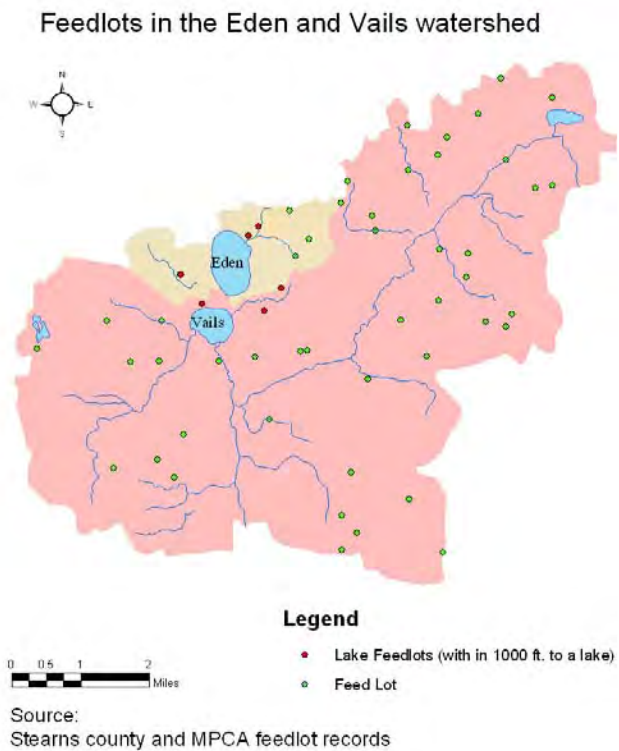 Feedlots in the Eden and Vails watershed
N
W E
S
Eden
Vails
Legend
0 0.5 1 2
Miles
Lake Feedlots (with in 1000 ft. to a lake)
Feed Lot
Source:
Stearns county and MPCA feedlot records